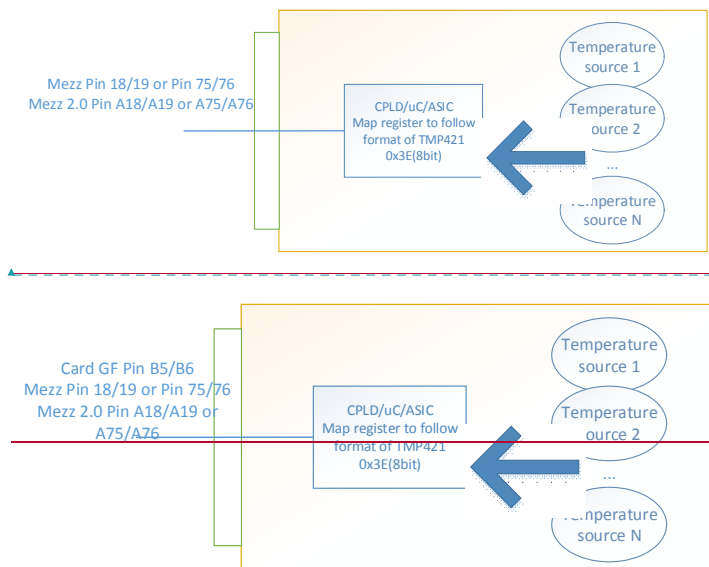 Temperature
source 1
Mezz Pin 18/19 or Pin 75/76
Mezz 2.0 Pin A18/A19 or A75/A76
CPLD/uC/ASIC
Map register to follow
format of TMP421
0x3E(8bit)
Temperature
ource 2
...
Temperature
source N
Temperature
source 1
Card GF Pin B5/B6
Mezz Pin 18/19 or Pin 75/76
Mezz 2.0 Pin A18/A19 or
A75/A76
CPLD/uC/ASIC
Map register to follow
format of TMP421
0x3E(8bit)
Temperature
ource 2
...
Temperature
source N